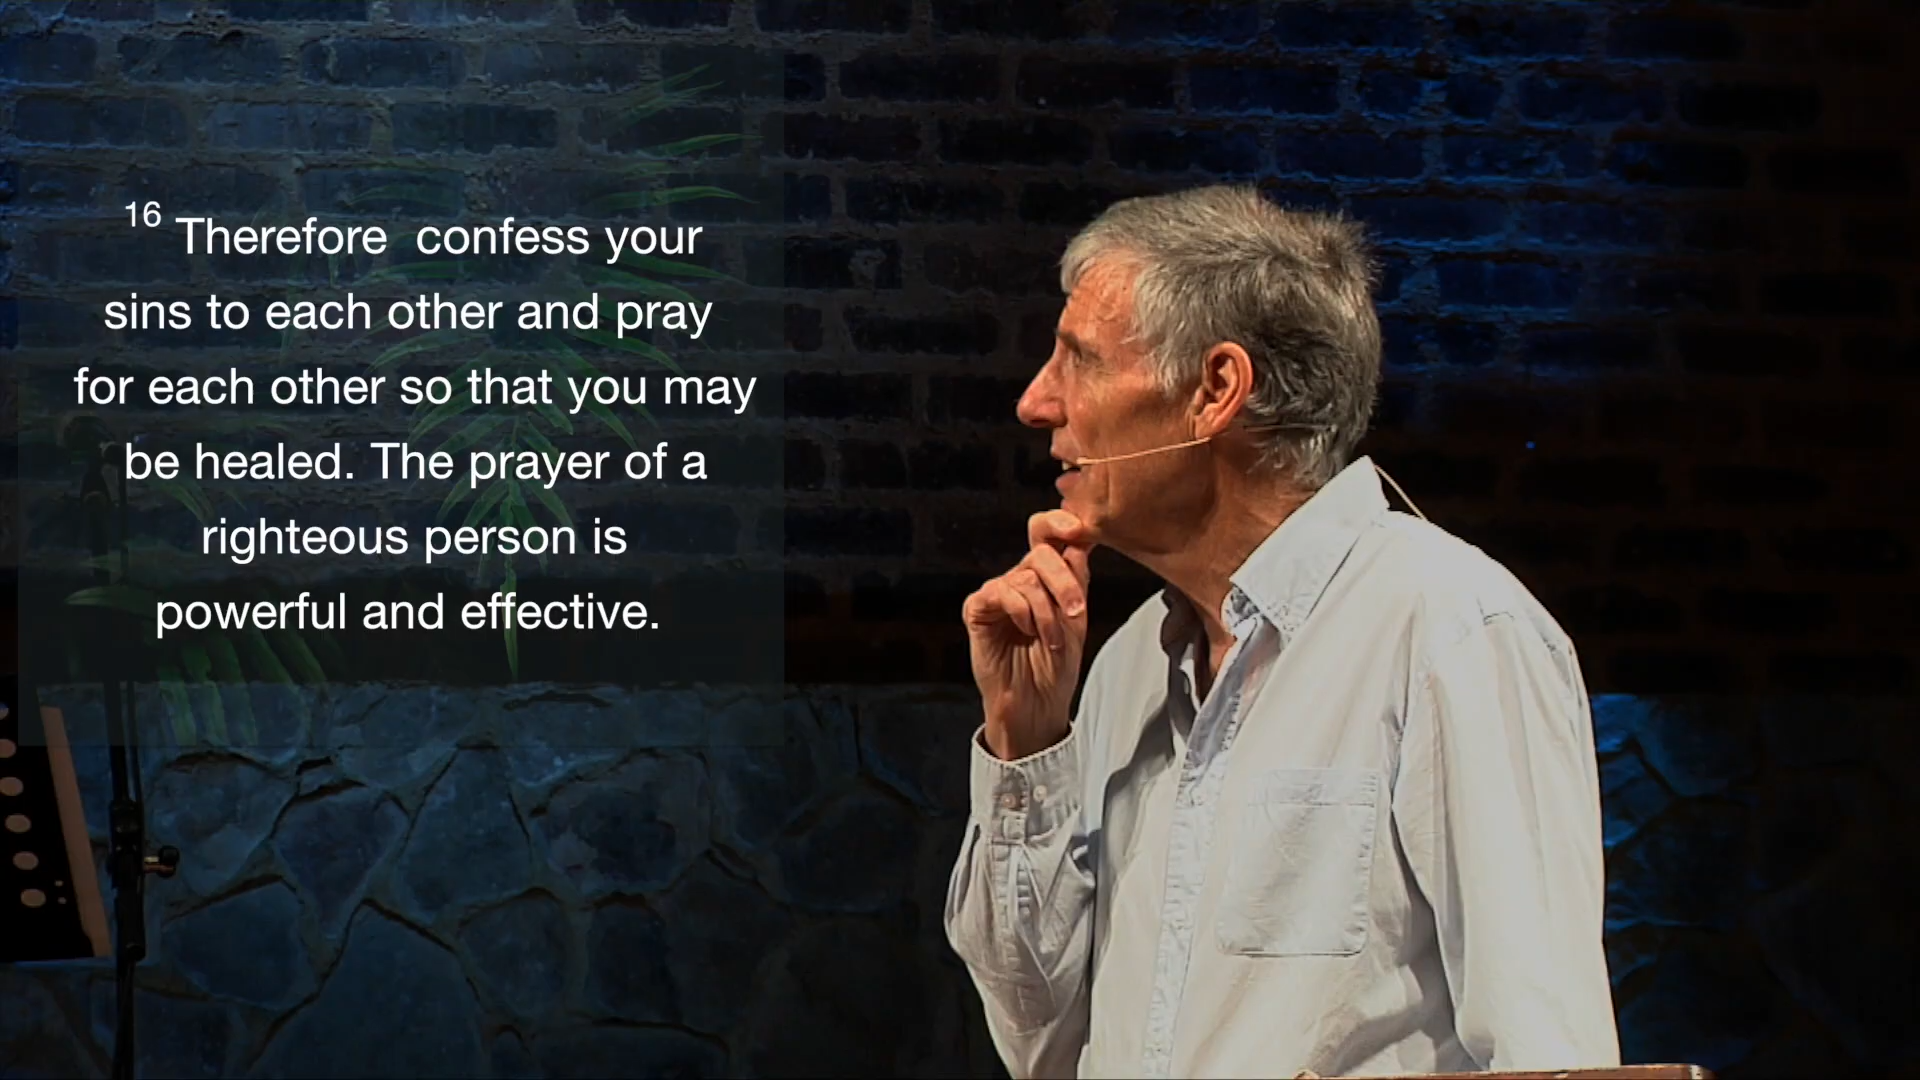 16 Therefore  confess your
sins to each other and pray
for each other so that you may
be healed. The prayer of a
righteous person is
powerful and effective.